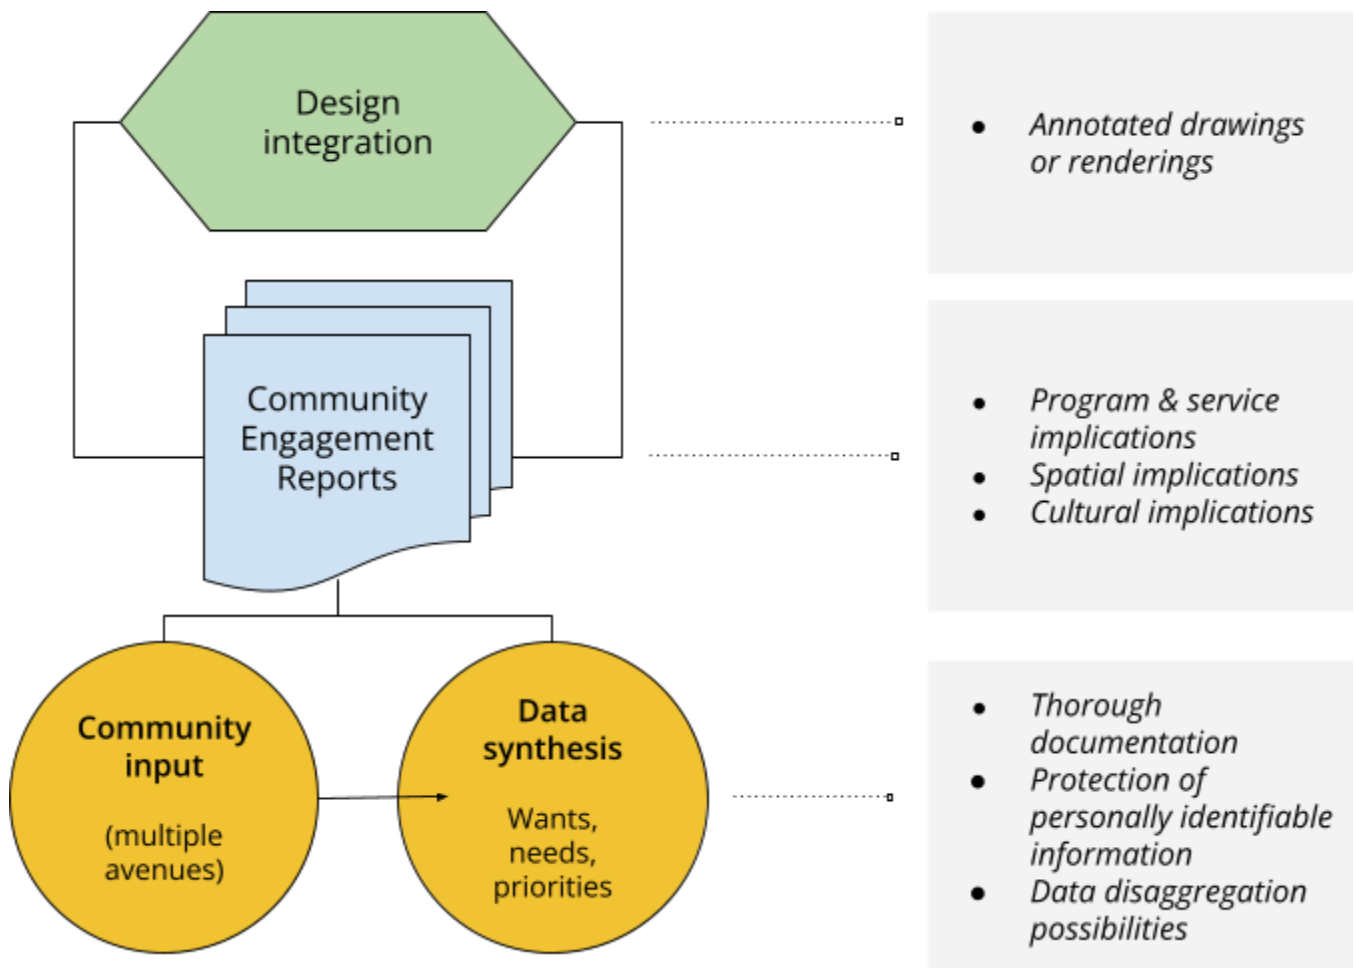 Design
integration
● Annotated drawings
or renderings
Community
Engagement
Reports
● Program & service
implications
● Spatial implications
● Cultural implications
Community
input
(multiple
avenues)
Data
synthesis
Wants,
needs,
priorities
● Thorough
documentation
● Protection of
personally identifiable
information
● Data disaggregation
possibilities